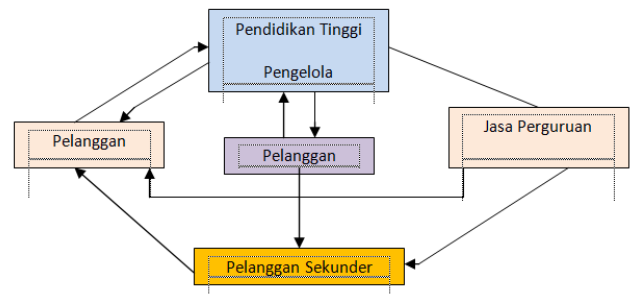 Pendidikan Tinggi
Pengelola
Pelanggan
Pelanggan
Jasa Perguruan
Pelanggan Sekunder